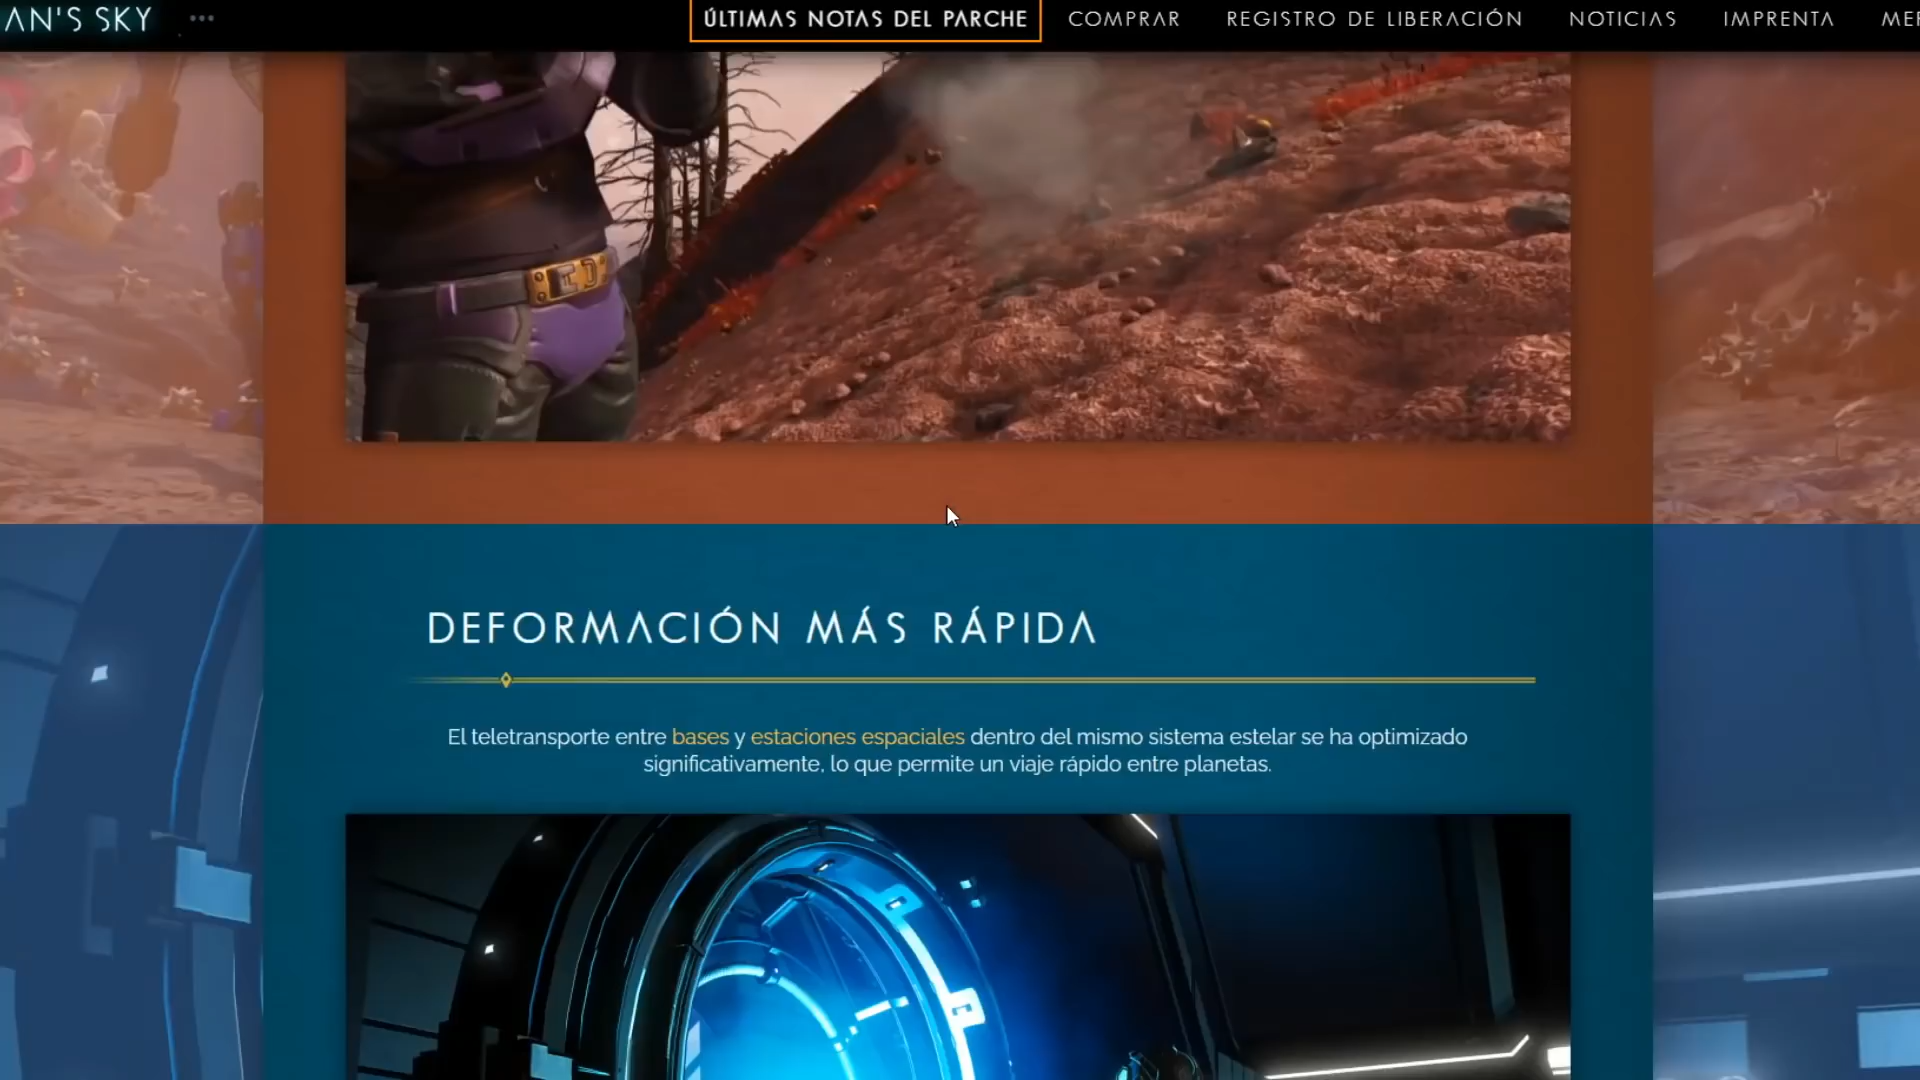 AN'S SKY
ÚLTIMAS NOTAS DEL PARCHE
COMPRAR
REGISTRO DE LIBERACIÓN
NOTICIAS
IMPRENTA
MER
DEFORMACIÓN MÁS RÁPIDA
El teletransporte entre bases y estaciones espaciales dentro del mismo sistema estelar se ha optimizado
significativamente, lo que permite un viaje rápido entre planetas.